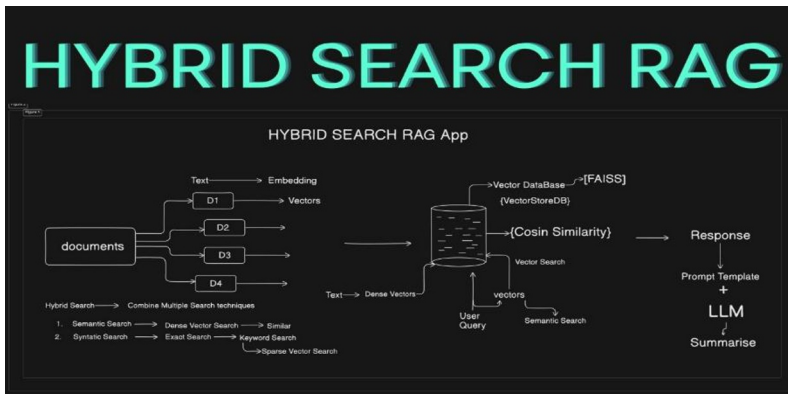 HYBRID SEARCH RAG
Figure 1
HYBRID SEARCH RAG App
Text Embedding
D1 Vectors
D2
documents
D3
D4
Hybrid Search Combine Multiple Search techniques
1. Semantic Search Dense Vector Search Similar
2. Syntatic Search Exact Search Keyword Search
Sparse Vector Search
Vector DataBase [FAISS]
{VectorStoreDB}
{Cosin Similarity}
Vector Search
Text Dense Vectors
User
Query
vectors
Semantic Search
Response
Prompt Template
+
LLM
Summarise